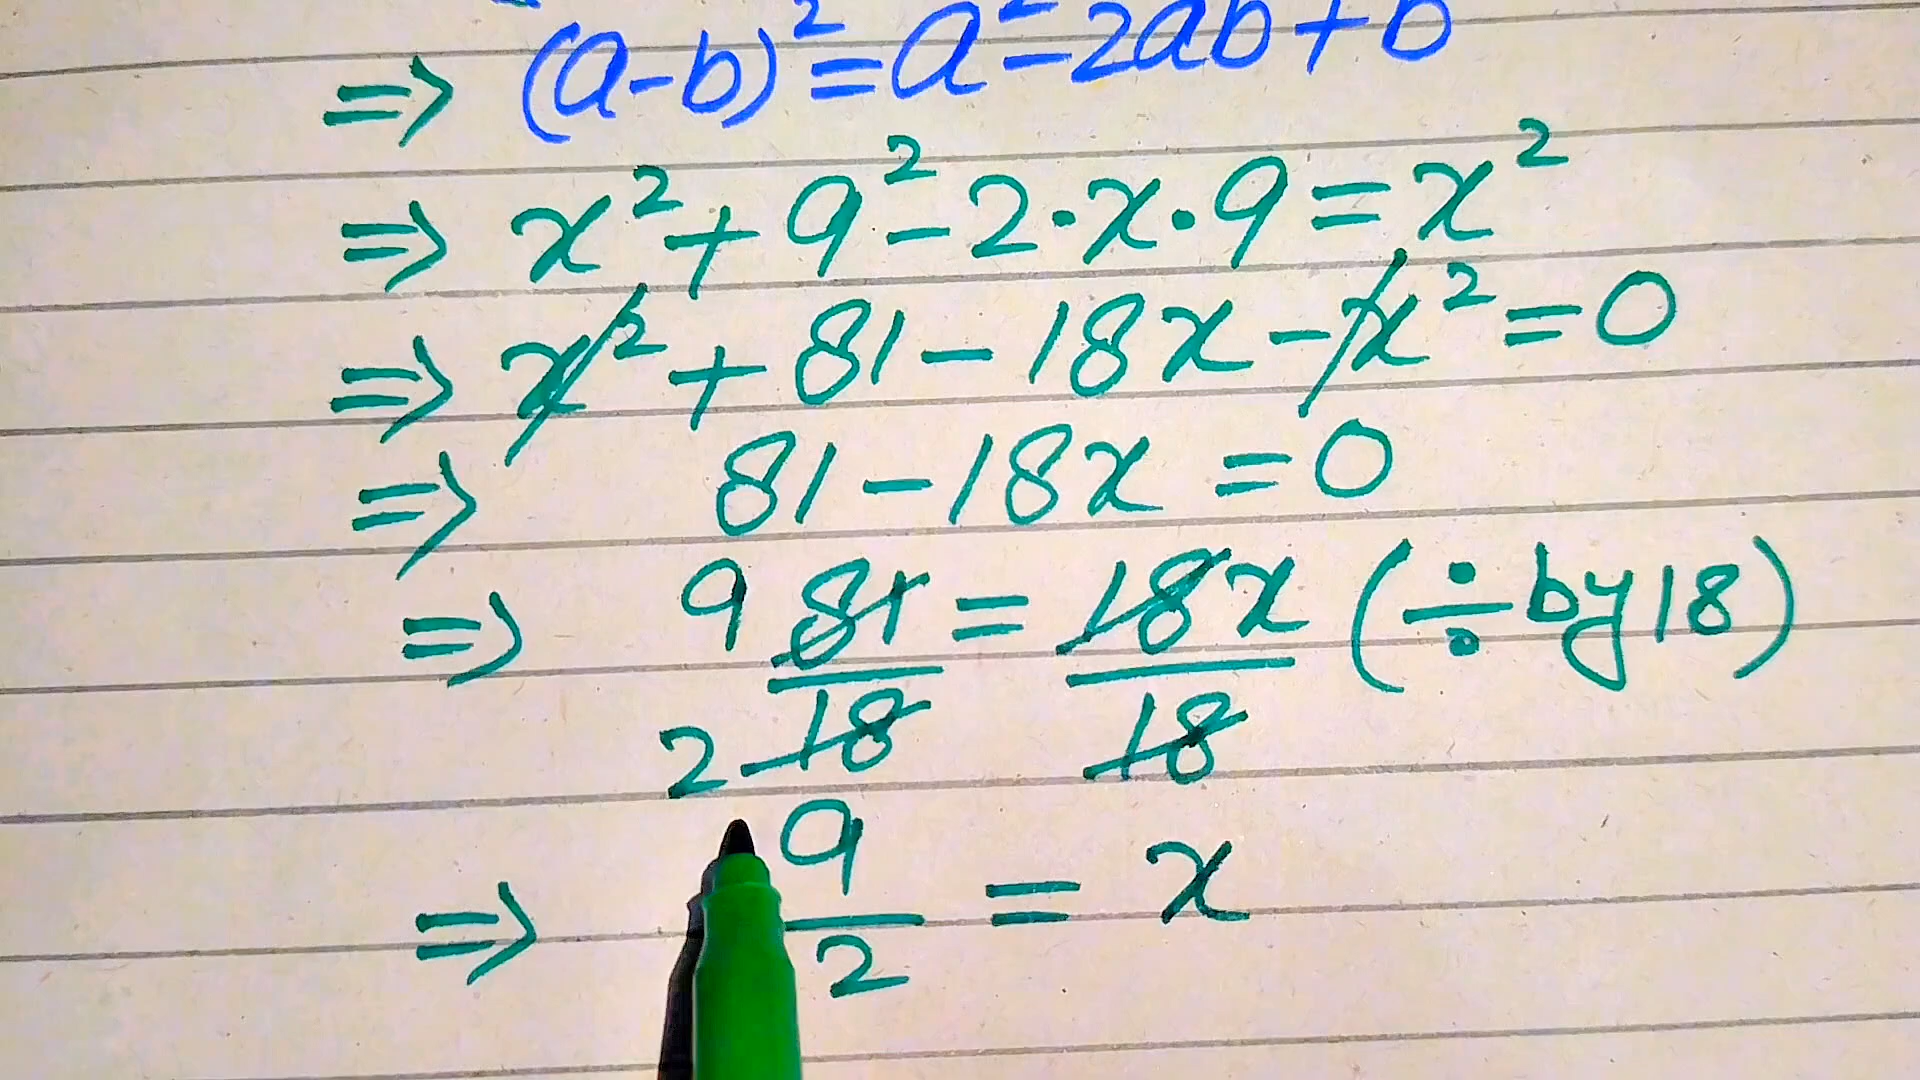 ⇒ (a-b)² = a² - 2ab + b
⇒ x² + 9² - 2·x·9 = x²
⇒ x² + 81 - 18x - x² = 0
⇒ 81 - 18x = 0
⇒ 9 81/2 18 = 18x/18 (÷ by 18)
⇒ 9/2 = x